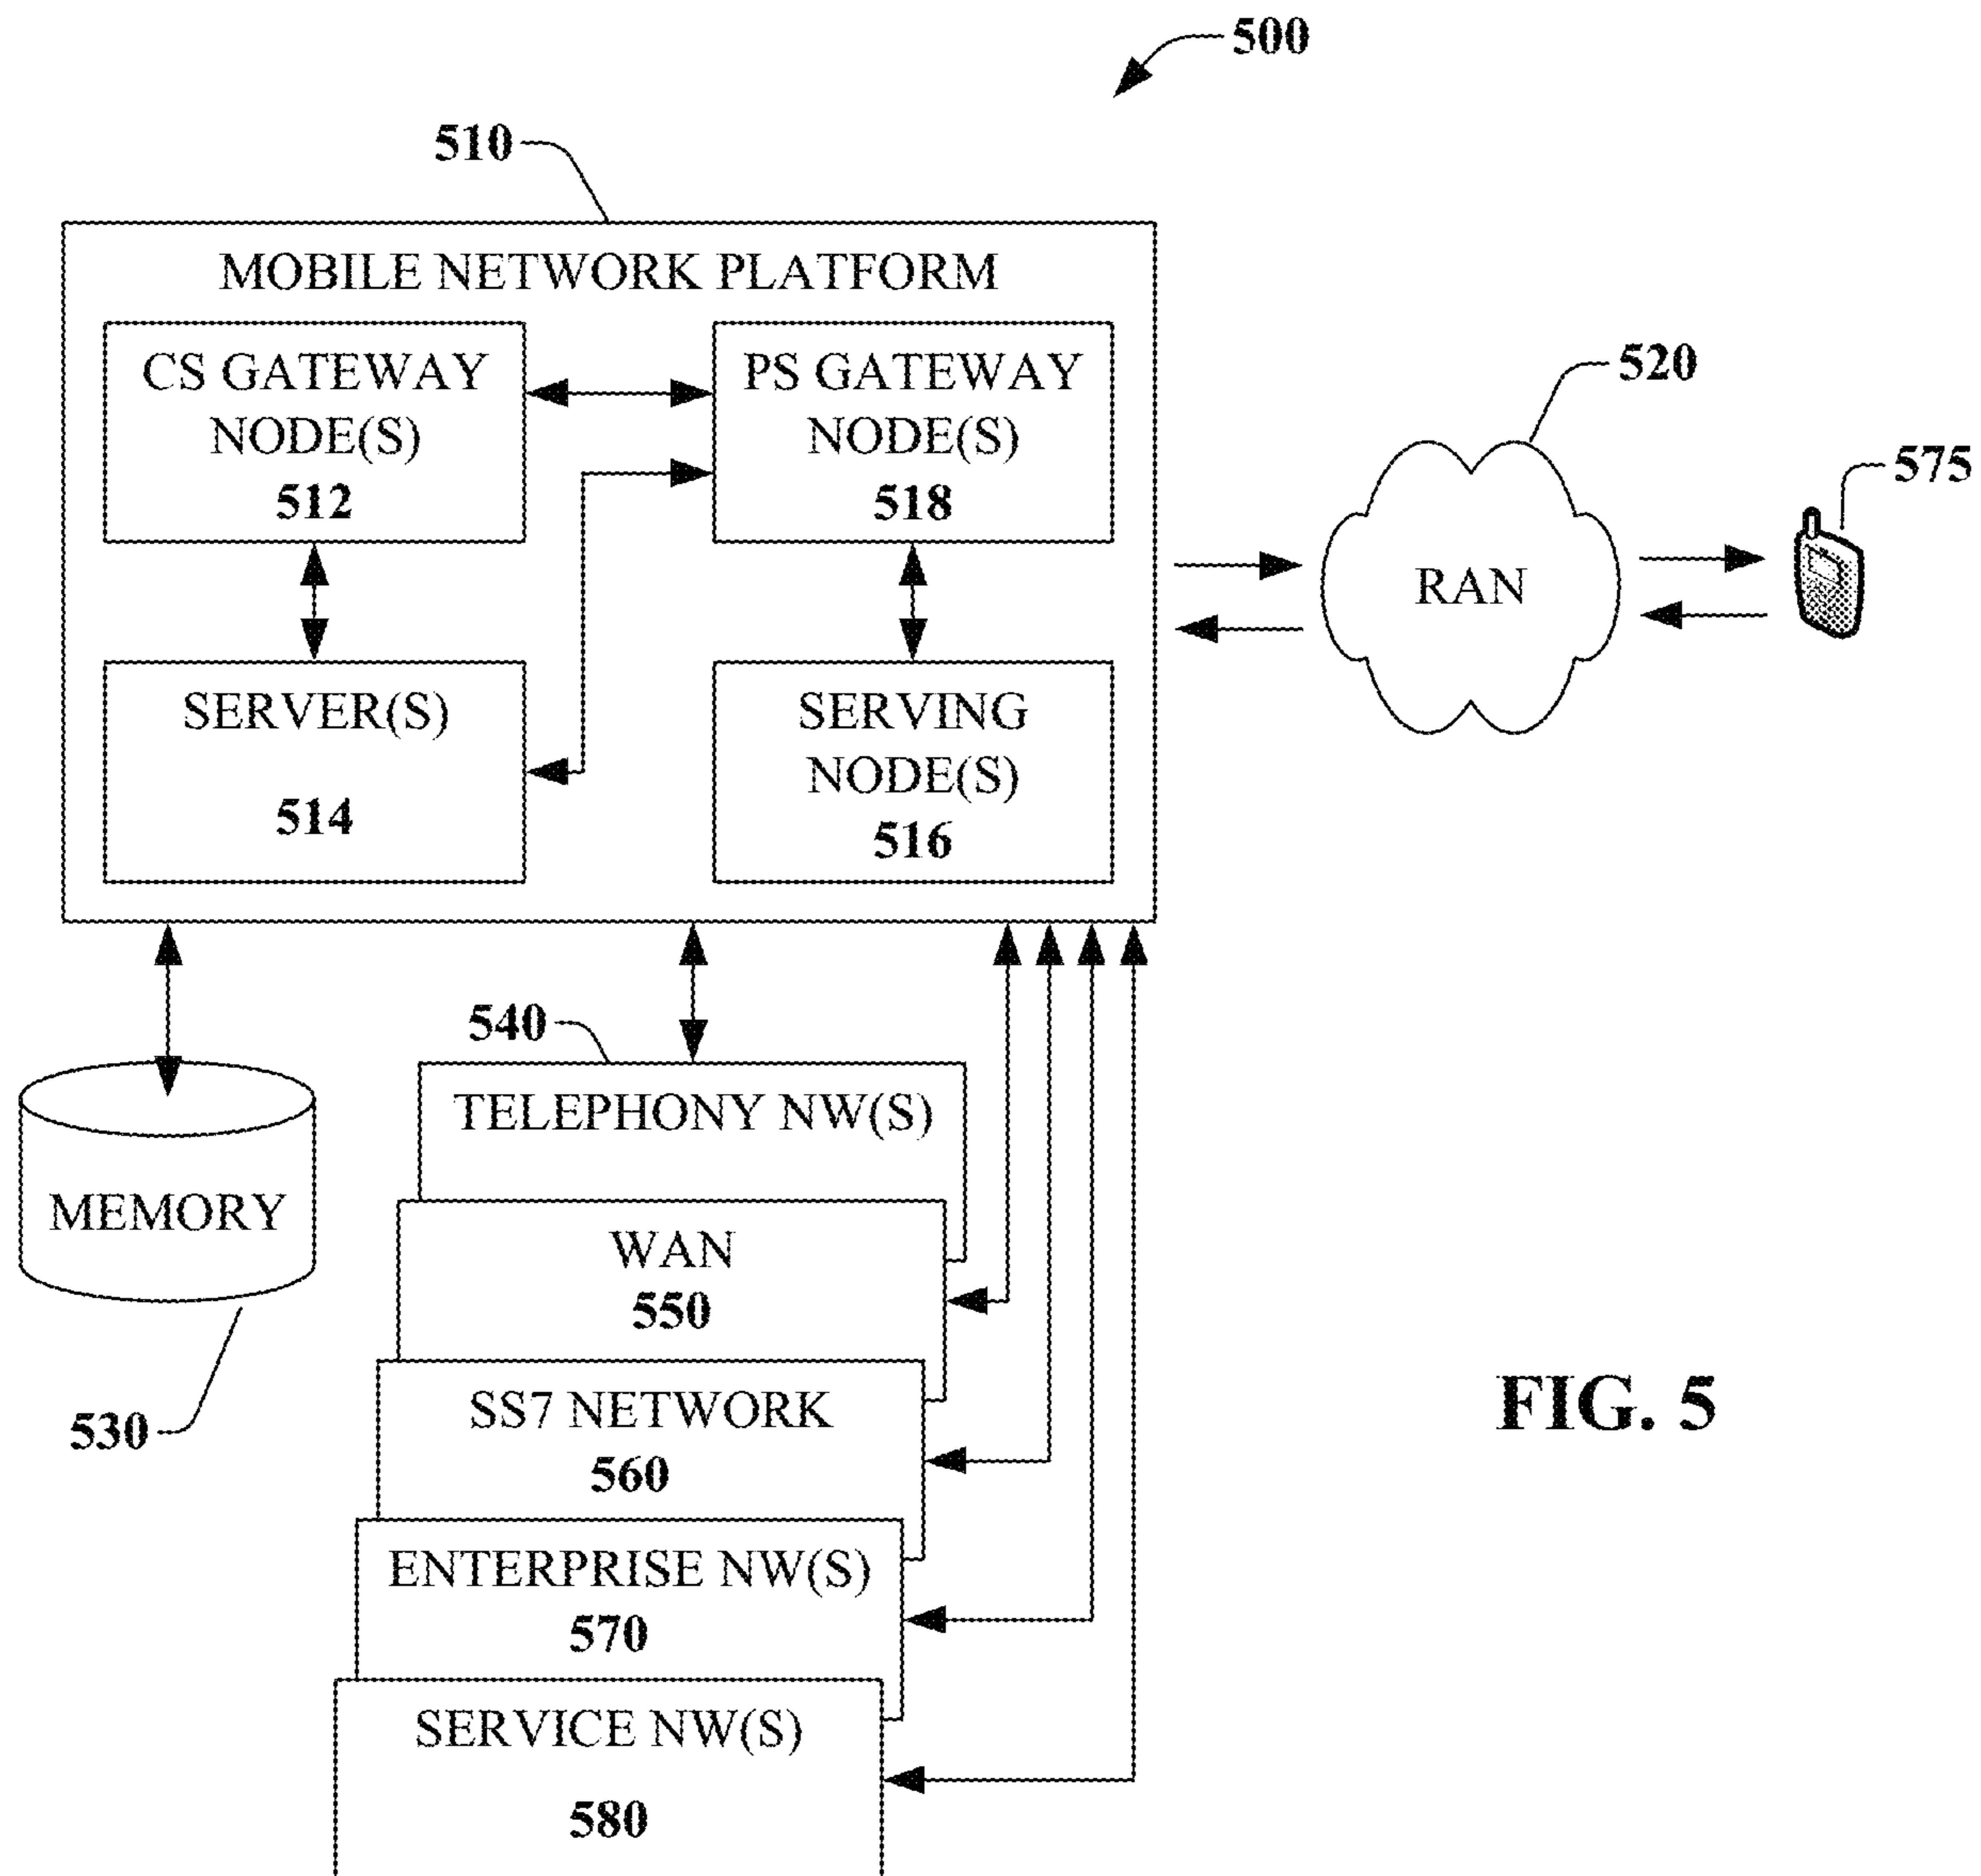 500
510
MOBILE NETWORK PLATFORM
CS GATEWAY
NODE(S)
512
PS GATEWAY
NODE(S)
518
SERVER(S)
514
SERVING
NODE(S)
516
520
RAN
575
540
TELEPHONY NW(S)
MEMORY
530
WAN
550
SS7 NETWORK
560
ENTERPRISE NW(S)
570
SERVICE NW(S)
580
FIG. 5